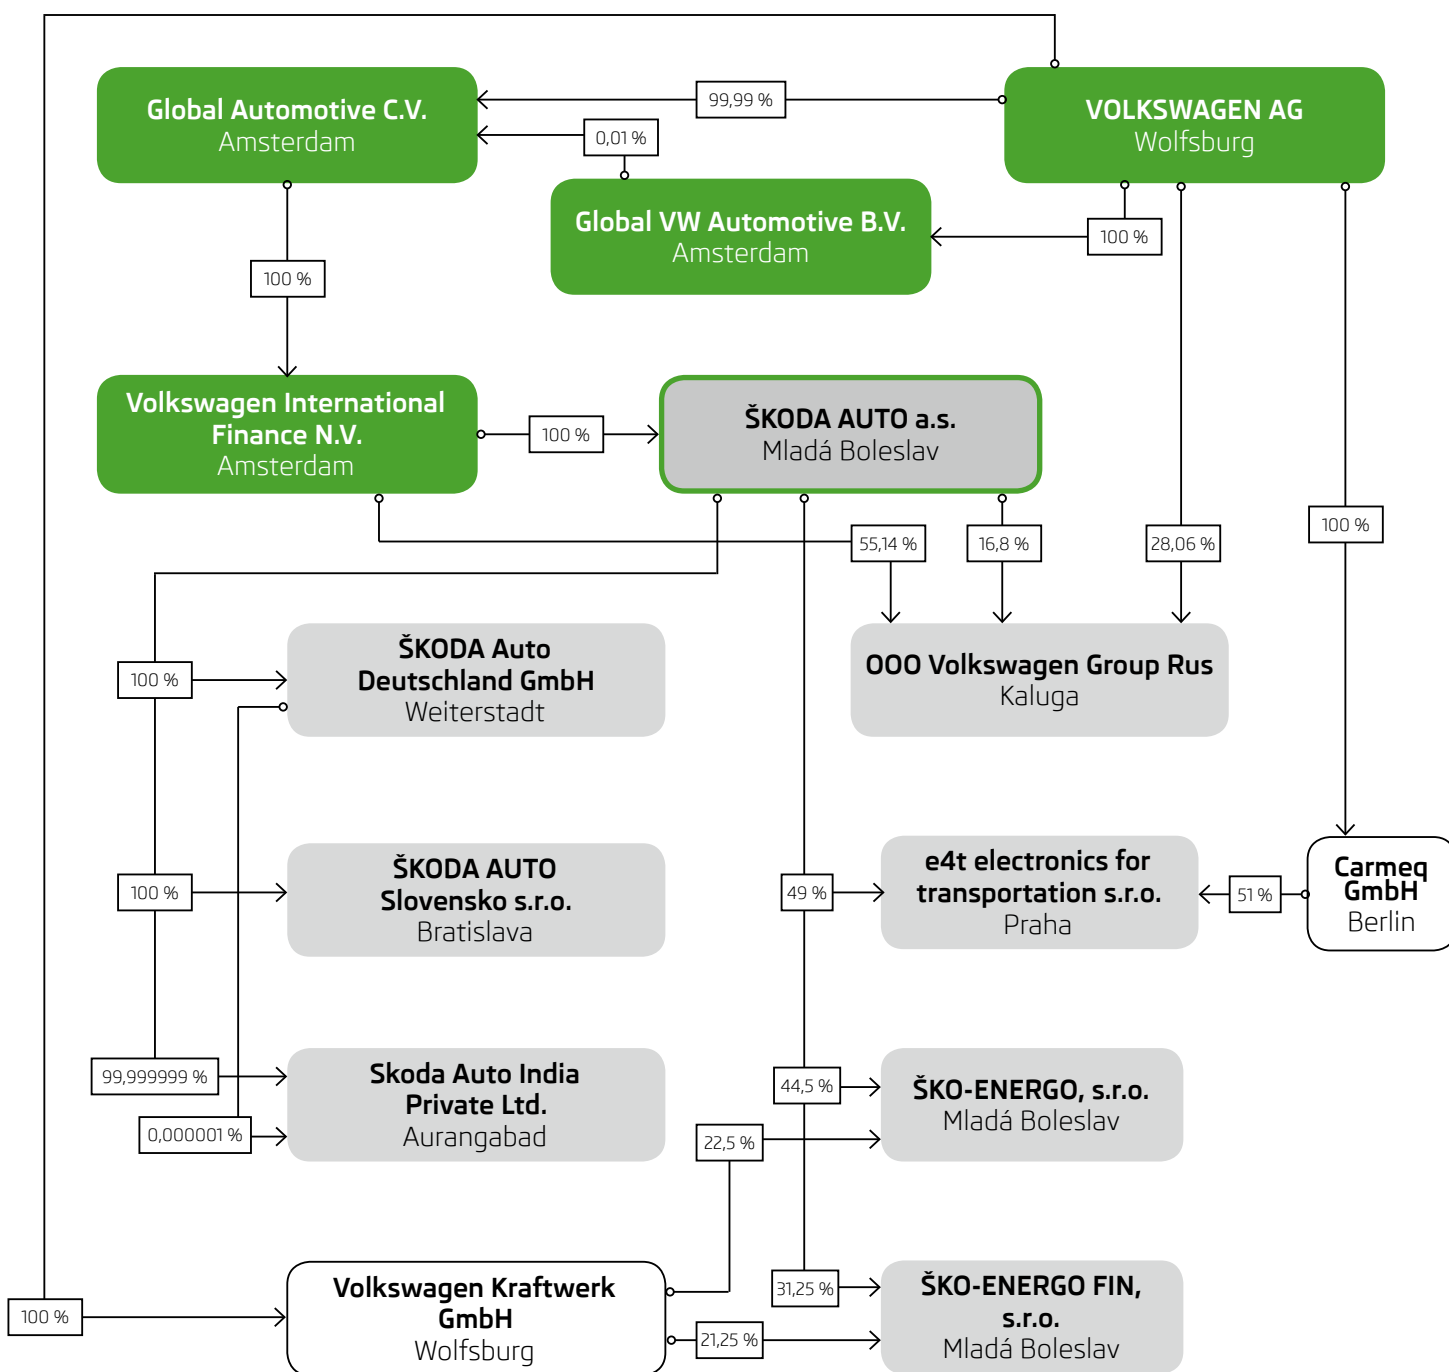 Global Automotive C.V.
Amsterdam
99,99 %
VOLKSWAGEN AG
Wolfsburg
0,01 %
Global VW Automotive B.V.
Amsterdam
100 %
100 %
Volkswagen International
Finance N.V.
Amsterdam
100 %
ŠKODA AUTO a.s.
Mladá Boleslav
55,14 %
16,8 %
28,06 %
100 %
ŠKODA Auto
Deutschland GmbH
Weiterstadt
100 %
OOO Volkswagen Group Rus
Kaluga
ŠKODA AUTO
Slovensko s.r.o.
Bratislava
100 %
49 %
e4t electronics for
transportation s.r.o.
Praha
51 %
Carmeq
GmbH
Berlin
99,999999 %
0,000001 %
Skoda Auto India
Private Ltd.
Aurangabad
44,5 %
22,5 %
ŠKO-ENERGO, s.r.o.
Mladá Boleslav
100 %
Volkswagen Kraftwerk
GmbH
Wolfsburg
31,25 %
21,25 %
ŠKO-ENERGO FIN,
s.r.o.
Mladá Boleslav